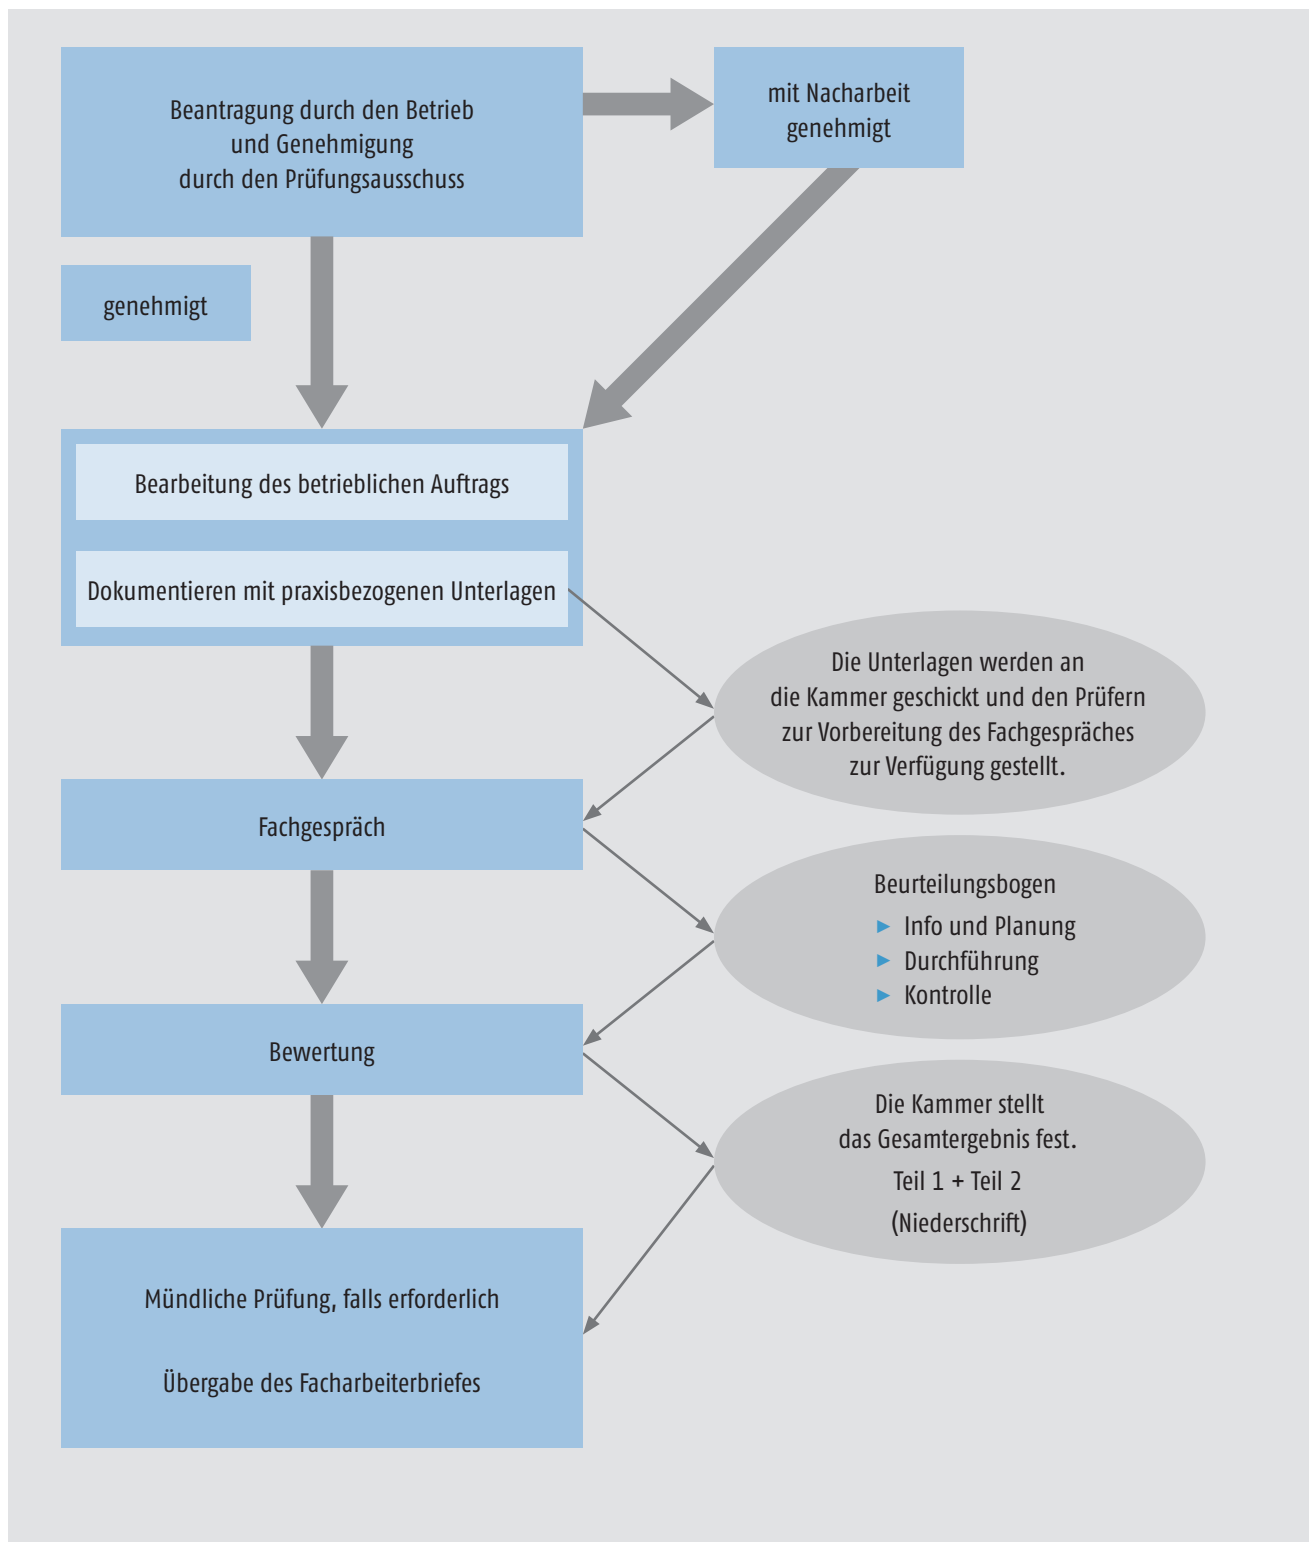 Beantragung durch den Betrieb
und Genehmigung
durch den Prüfungsausschuss
mit Nacharbeit
genehmigt
genehmigt
Bearbeitung des betrieblichen Auftrags
Dokumentieren mit praxisbezogenen Unterlagen
Die Unterlagen werden an
die Kammer geschickt und den Prüfern
zur Vorbereitung des Fachgespräches
zur Verfügung gestellt.
Fachgespräch
Beurteilungsbogen
► Info und Planung
► Durchführung
► Kontrolle
Bewertung
Die Kammer stellt
das Gesamtergebnis fest.
Teil 1 + Teil 2
(Niederschrift)
Mündliche Prüfung, falls erforderlich
Übergabe des Facharbeiterbriefes